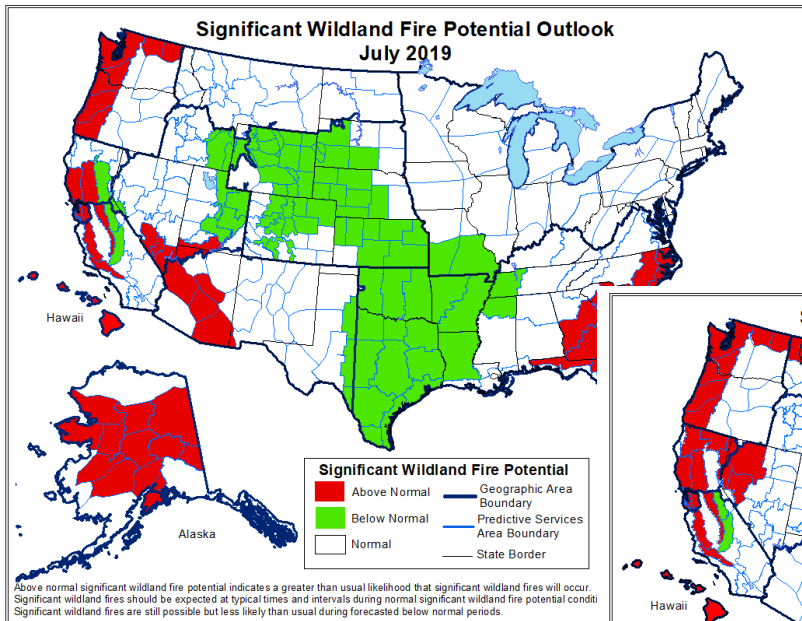 Significant Wildland Fire Potential Outlook
July 2019
Hawaii
Alaska
Significant Wildland Fire Potential
Above Normal
Below Normal
Normal
Geographic Area
Boundary
Predictive Services
Area Boundary
State Border
Above normal significant wildland fire potential indicates a greater than usual likelihood that significant wildland fires will occur.
Significant wildland fires should be expected at typical times and intervals during normal significant wildland fire potential conditi
Significant wildland fires are still possible but less likely than usual during forecasted below normal periods.
Hawaii